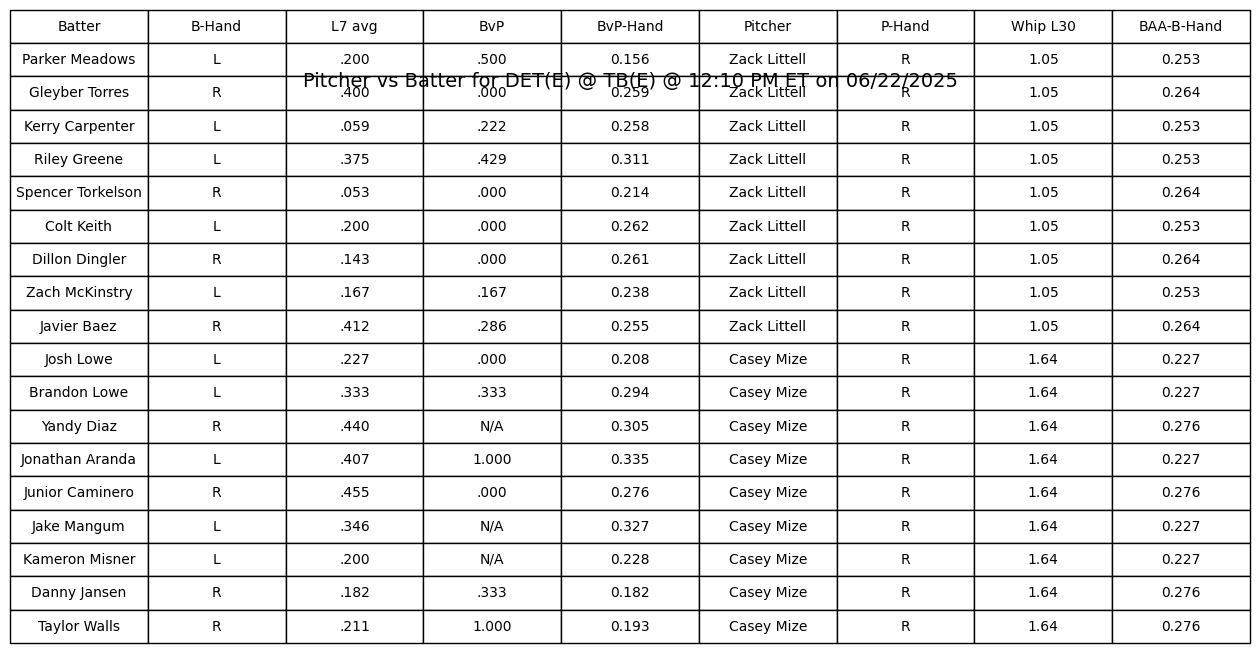 Batter B-Hand L7 avg BvP BvP-Hand Pitcher P-Hand Whip L30 BAA-B-Hand
Parker Meadows L .200 .500 0.156 Zack Littell R 1.05 0.253
Pitcher vs Batter for DET(E) @ TB(E) @ 12:10 PM ET on 06/22/2025
Gleyber Torres R .400 .000 0.259 Zack Littell R 1.05 0.264
Kerry Carpenter L .059 .222 0.258 Zack Littell R 1.05 0.253
Riley Greene L .375 .429 0.311 Zack Littell R 1.05 0.253
Spencer Torkelson R .053 .000 0.214 Zack Littell R 1.05 0.264
Colt Keith L .200 .000 0.262 Zack Littell R 1.05 0.253
Dillon Dingler R .143 .000 0.261 Zack Littell R 1.05 0.264
Zach McKinstry L .167 .167 0.238 Zack Littell R 1.05 0.253
Javier Baez R .412 .286 0.255 Zack Littell R 1.05 0.264
Josh Lowe L .227 .000 0.208 Casey Mize R 1.64 0.227
Brandon Lowe L .333 .333 0.294 Casey Mize R 1.64 0.227
Yandy Diaz R .440 N/A 0.305 Casey Mize R 1.64 0.276
Jonathan Aranda L .407 1.000 0.335 Casey Mize R 1.64 0.227
Junior Caminero R .455 .000 0.276 Casey Mize R 1.64 0.276
Jake Mangum L .346 N/A 0.327 Casey Mize R 1.64 0.227
Kameron Misner L .200 N/A 0.228 Casey Mize R 1.64 0.227
Danny Jansen R .182 .333 0.182 Casey Mize R 1.64 0.276
Taylor Walls R .211 1.000 0.193 Casey Mize R 1.64 0.276